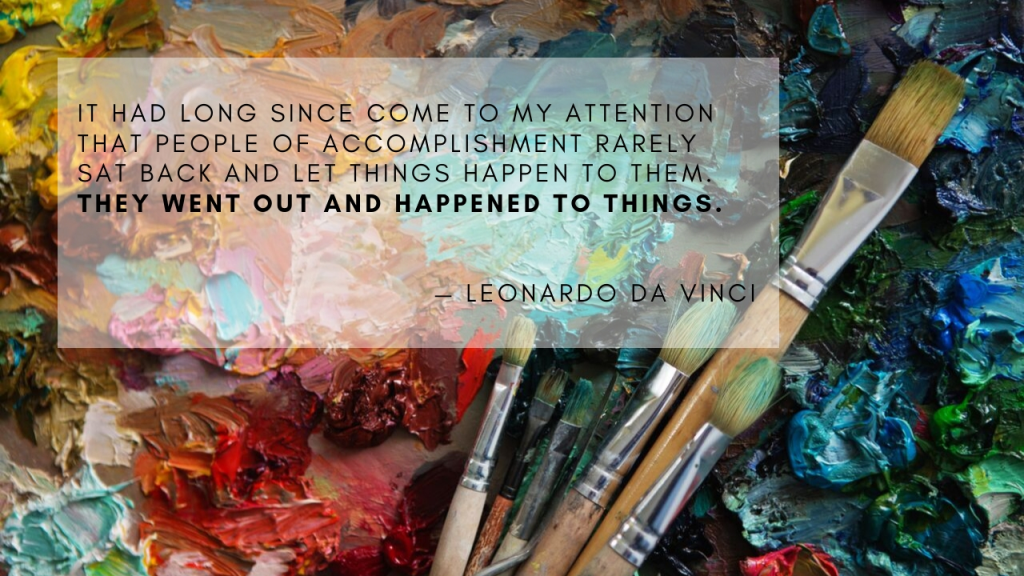 IT HAD LONG SINCE COME TO MY ATTENTION
THAT PEOPLE OF ACCOMPLISHMENT RARELY
SAT BACK AND LET THINGS HAPPEN TO THEM.
THEY WENT OUT AND HAPPENED TO THINGS.
— LEONARDO DA VINCI